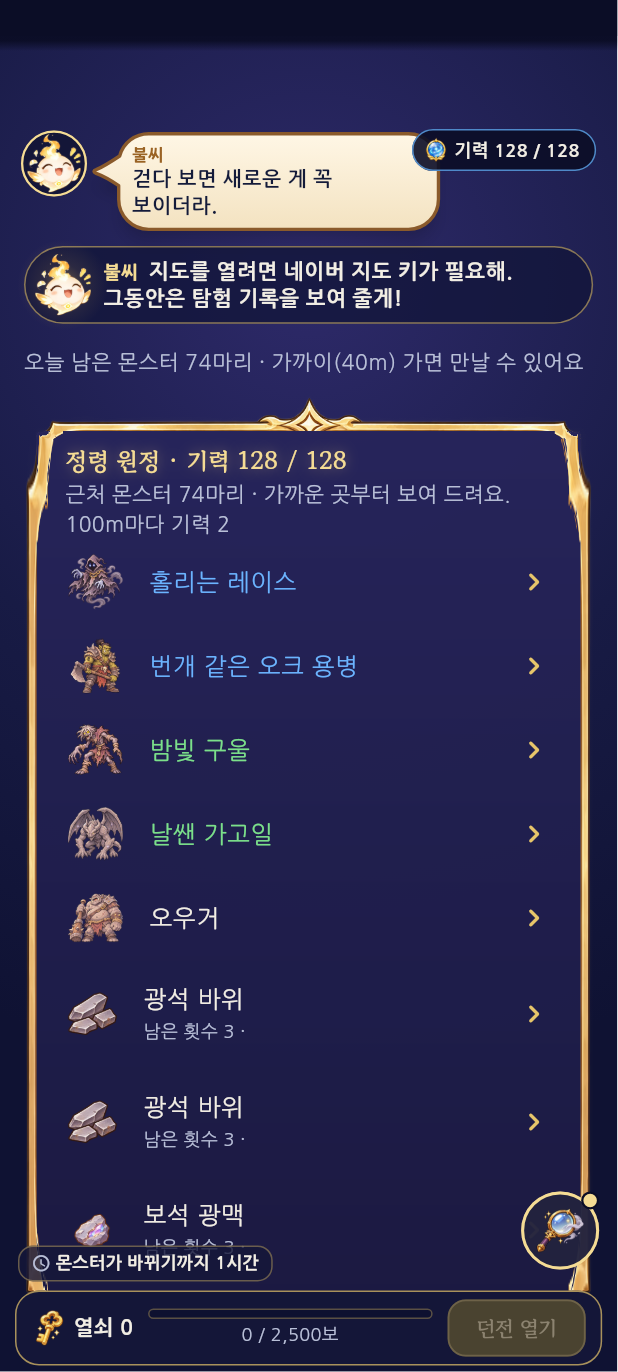 불씨
걷다 보면 새로운 게 꼭
보이더라.
기력 128 / 128
불씨 지도를 열려면 네이버 지도 키가 필요해.
그동안은 탐험 기록을 보여 줄게!
오늘 남은 몬스터 74마리 · 가까이(40m) 가면 만날 수 있어요
정령 원정 · 기력 128 / 128
근처 몬스터 74마리 · 가까운 곳부터 보여 드려요.
100m마다 기력 2
홀리는 레이스
번개 같은 오크 용병
밤빛 구울
날쌘 가고일
오우거
광석 바위
남은 횟수 3 ·
광석 바위
남은 횟수 3 ·
보석 광맥
남은 횟수 3 ·
몬스터가 바뀌기까지 1시간
열쇠 0
0 / 2,500보
던전 열기